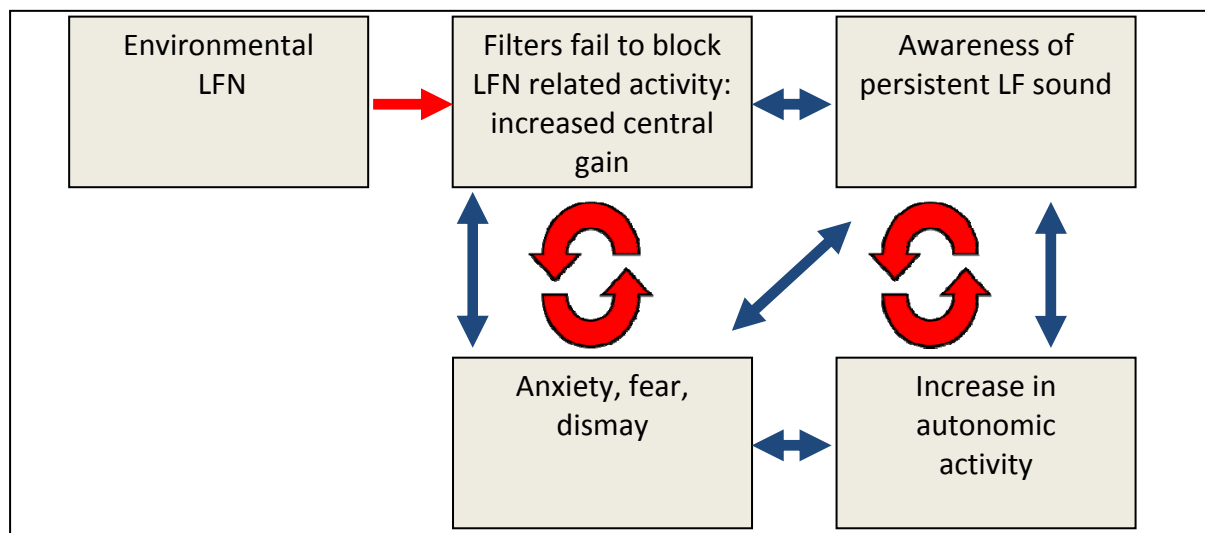 Environmental
LFN
Filters fail to block
LFN related activity:
increased central
gain
Awareness of
persistent LF sound
Anxiety, fear,
dismay
Increase in
autonomic
activity